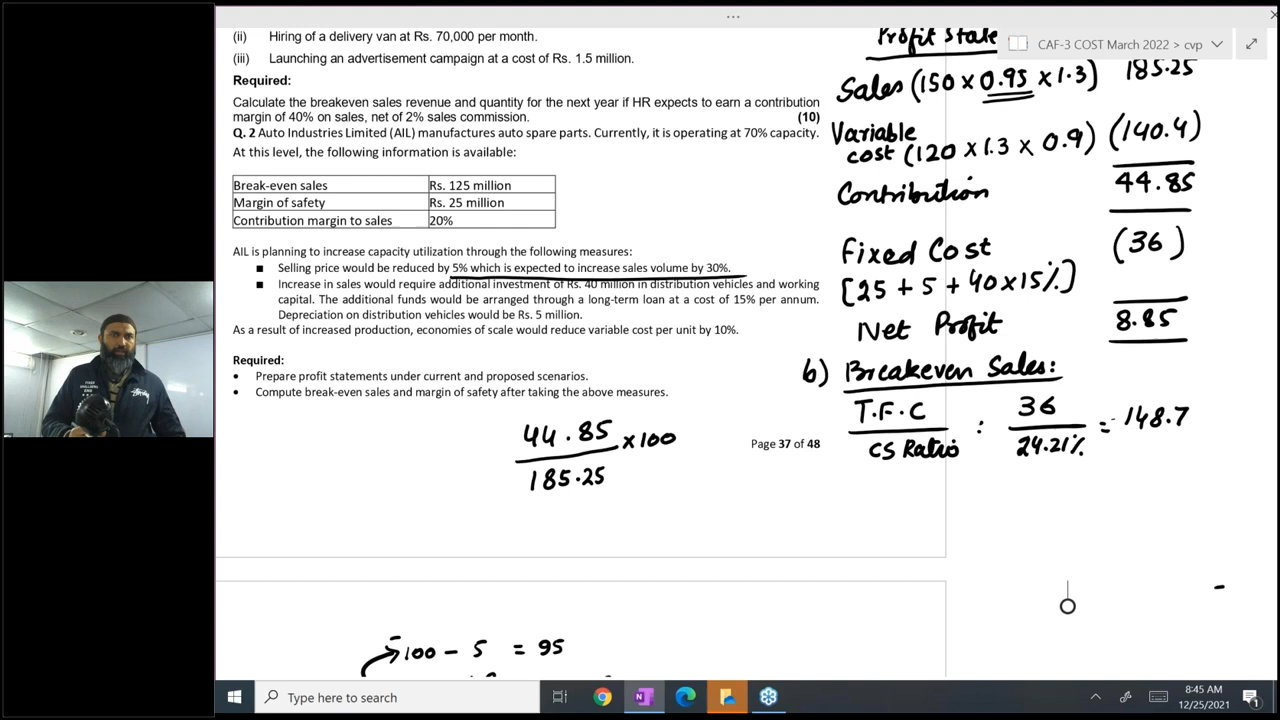 (ii) Hiring of a delivery van at Rs. 70,000 per month.
(iii) Launching an advertisement campaign at a cost of Rs. 1.5 million.
Required:
Calculate the breakeven sales revenue and quantity for the next year if HR expects to earn a contribution
margin of 40% on sales, net of 2% sales commission. (10)
Q. 2 Auto Industries Limited (AIL) manufactures auto spare parts. Currently, it is operating at 70% capacity.
At this level, the following information is available:
Break-even sales Rs. 125 million
Margin of safety Rs. 25 million
Contribution margin to sales 20%
AIL is planning to increase capacity utilization through the following measures:
■ Selling price would be reduced by 5% which is expected to increase sales volume by 30%.
■ Increase in sales would require additional investment of Rs. 40 million in distribution vehicles and working
capital. The additional funds would be arranged through a long-term loan at a cost of 15% per annum.
Depreciation on distribution vehicles would be Rs. 5 million.
As a result of increased production, economies of scale would reduce variable cost per unit by 10%.
Required:
• Prepare profit statements under current and proposed scenarios.
• Compute break-even sales and margin of safety after taking the above measures.
44.85
185.25
x100
Page 37 of 48
100 - 5 = 95
Profit State
CAF-3 COST March 2022 > cvp
Sales (150 x 0.95 x 1.3) 185.25
Variable
cost (120 x 1.3 x 0.9) (140.4)
Contribution 44.85
Fixed Cost (36)
[25 + 5 + 40 x 15%]
Net Profit 8.85
b) Breakeven Sales:
T.F.C : 36 = 148.7
CS Ratio 24.21%
Type here to search
8:45 AM
12/25/2021